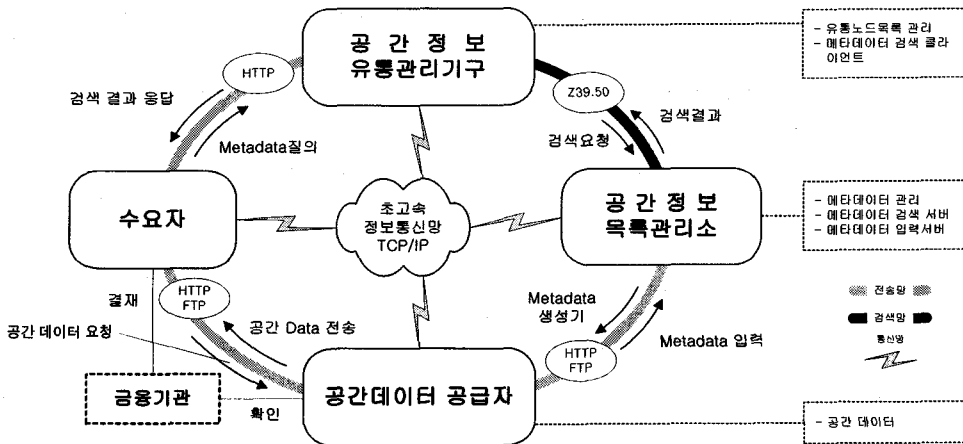 공 간 정 보
유통관리기구
- 유통노드목록 관리
- 메타데이터 검색 클라
이언트
HTTP
Z39.50
검색 결과 응답
Metadata질의
검색결과
검색요청
수요자
초고속
정보통신망
TCP/IP
공 간 정 보
목록관리소
- 메타데이터 관리
- 메타데이터 검색 서버
- 메타데이터 입력서버
결재
HTTP
FTP
공간 Data 전송
공간 데이터 요청
Metadata
생성기
Metadata 입력
HTTP
FTP
전송망
검색망
통신망
금융기관
확인
공간데이터 공급자
- 공간 데이터